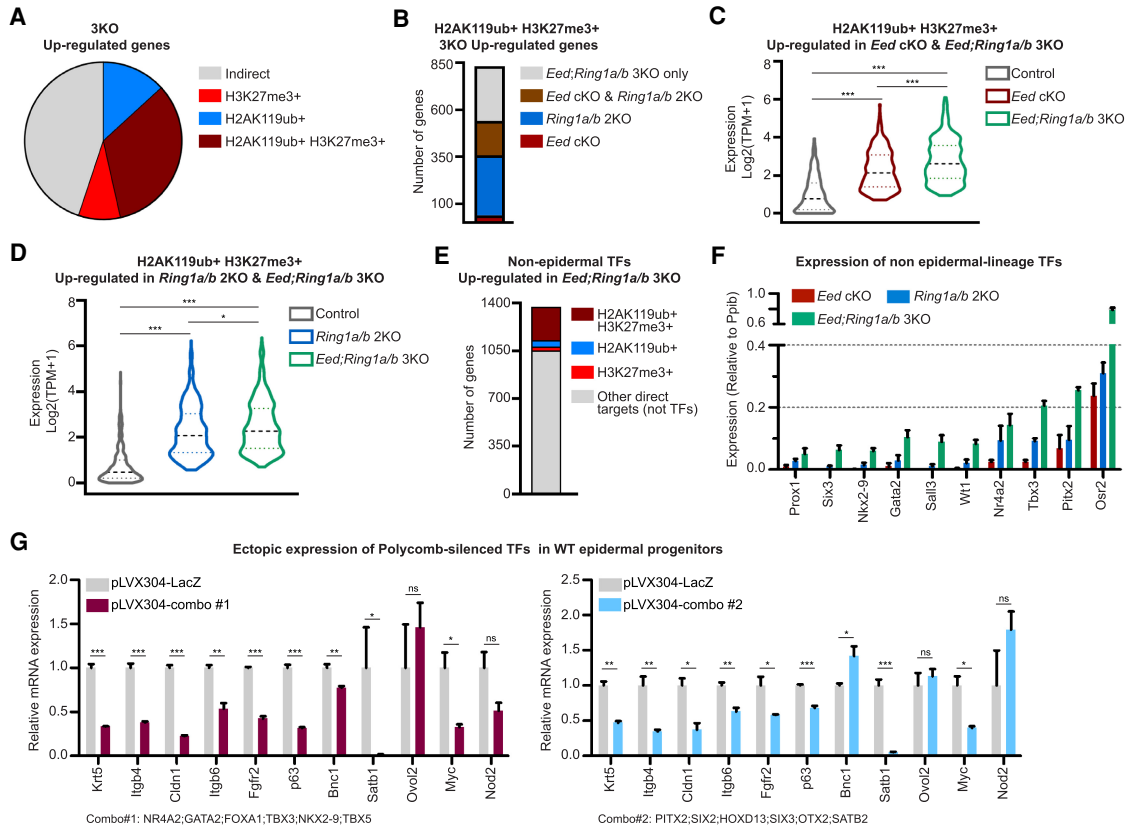 A
3KO
Up-regulated genes
Indirect
H3K27me3+
H2AK119ub+
H2AK119ub+ H3K27me3+
B
H2AK119ub+ H3K27me3+
3KO Up-regulated genes
Number of genes
850
600
350
100
Eed;Ring1a/b 3KO only
Eed cKO & Ring1a/b 2KO
Ring1a/b 2KO
Eed cKO
C
H2AK119ub+ H3K27me3+
Up-regulated in Eed cKO & Eed;Ring1a/b 3KO
Expression
Log2(TPM+1)
8
6
4
2
0
***
***
***
Control
Eed cKO
Eed;Ring1a/b 3KO
D
H2AK119ub+ H3K27me3+
Up-regulated in Ring1a/b 2KO & Eed;Ring1a/b 3KO
Expression
Log2(TPM+1)
8
6
4
2
0
***
***
*
Control
Ring1a/b 2KO
Eed;Ring1a/b 3KO
E
Non-epidermal TFs
Up-regulated in Eed;Ring1a/b 3KO
Number of genes
1400
1050
700
350
0
H2AK119ub+
H3K27me3+
H2AK119ub+
H3K27me3+
Other direct
targets (not TFs)
F
Expression of non epidermal-lineage TFs
Eed cKO
Ring1a/b 2KO
Eed;Ring1a/b 3KO
Expression (Relative to Ppib)
1.0
0.8
0.6
0.4
0.2
0.0
Prox1
Six3
Nkx2-9
Gata2
Sall3
Wt1
Nr4a2
Tbx3
Pitx2
Osr2
G
Ectopic expression of Polycomb-silenced TFs in WT epidermal progenitors
Relative mRNA expression
2.0
1.5
1.0
0.5
0.0
pLVX304-LacZ
pLVX304-combo #1
***
***
***
**
***
***
**
*
ns
*
ns
Krt5
Itgb4
Cldn1
Itgb6
Fgfr2
p63
Bnc1
Satb1
Ovol2
Myc
Nod2
Combo#1: NR4A2;GATA2;FOXA1;TBX3;NKX2-9;TBX5
Relative mRNA expression
2.5
2.0
1.5
1.0
0.5
0.0
pLVX304-LacZ
pLVX304-combo #2
**
**
*
**
*
***
*
***
ns
*
ns
Krt5
Itgb4
Cldn1
Itgb6
Fgfr2
p63
Bnc1
Satb1
Ovol2
Myc
Nod2
Combo#2: PITX2;SIX2;HOXD13;SIX3;OTX2;SATB2